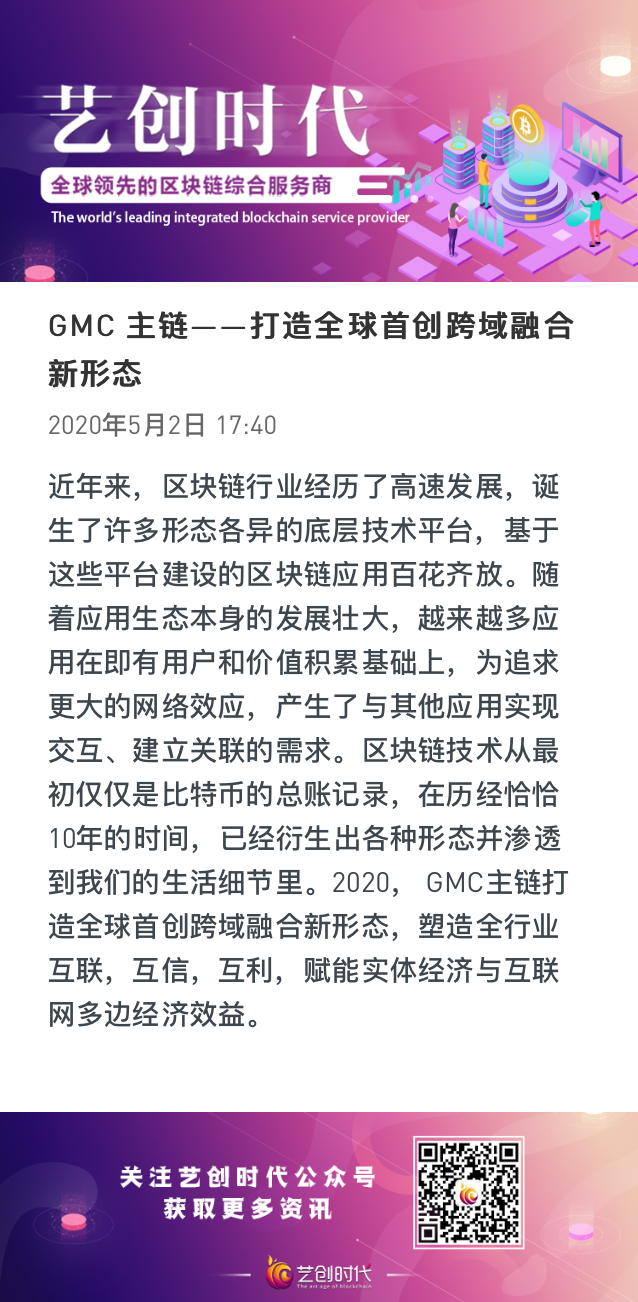 艺创时代
全球领先的区块链综合服务商
The world's leading integrated blockchain service provider
GMC 主链——打造全球首创跨域融合
新形态
2020年5月2日 17:40
近年来，区块链行业经历了高速发展，诞
生了许多形态各异的底层技术平台，基于
这些平台建设的区块链应用百花齐放。随
着应用生态本身的发展壮大，越来越多应
用在即有用户和价值积累基础上，为追求
更大的网络效应，产生了与其他应用实现
交互、建立关联的需求。区块链技术从最
初仅仅是比特币的总账记录，在历经恰恰
10年的时间，已经衍生出各种形态并渗透
到我们的生活细节里。2020， GMC主链打
造全球首创跨域融合新形态，塑造全行业
互联，互信，互利，赋能实体经济与互联
网多边经济效益。
关注艺创时代公众号
获取更多资讯
艺创时代
The art age of blockchain